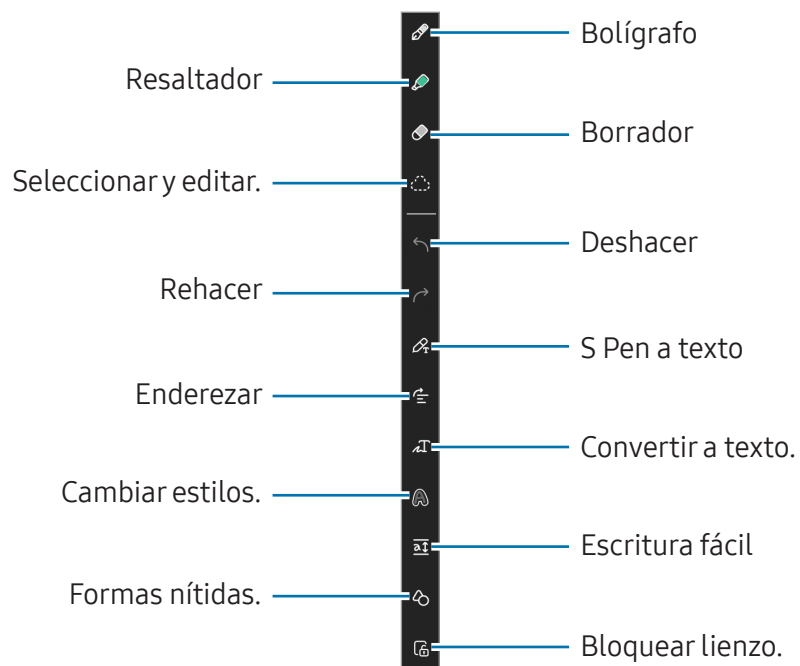 Bolígrafo
Resaltador
Borrador
Seleccionar y editar.
Deshacer
Rehacer
S Pen a texto
Enderezar
Convertir a texto.
Cambiar estilos.
Escritura fácil
Formas nítidas.
Bloquear lienzo.